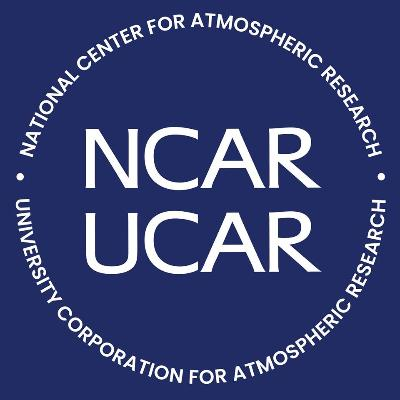 • NATIONAL CENTER FOR ATMOSPHERIC RESEARCH •
NCAR
UCAR
UNIVERSITY CORPORATION FOR ATMOSPHERIC RESEARCH